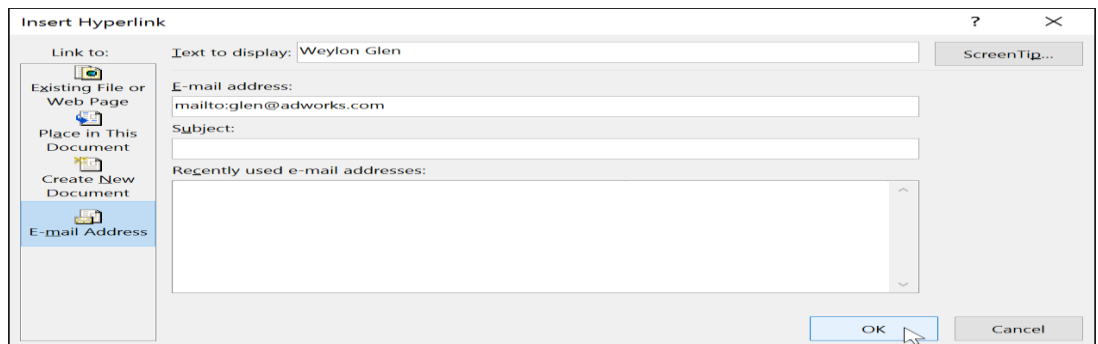 Insert Hyperlink ?
Link to:
Text to display: Weylon Glen
ScreenTip...
Existing File or
Web Page
Place in This
Document
Create New
Document
E-mail Address
E-mail address:
mailto:glen@adworks.com
Subject:
Recently used e-mail addresses:
OK
Cancel